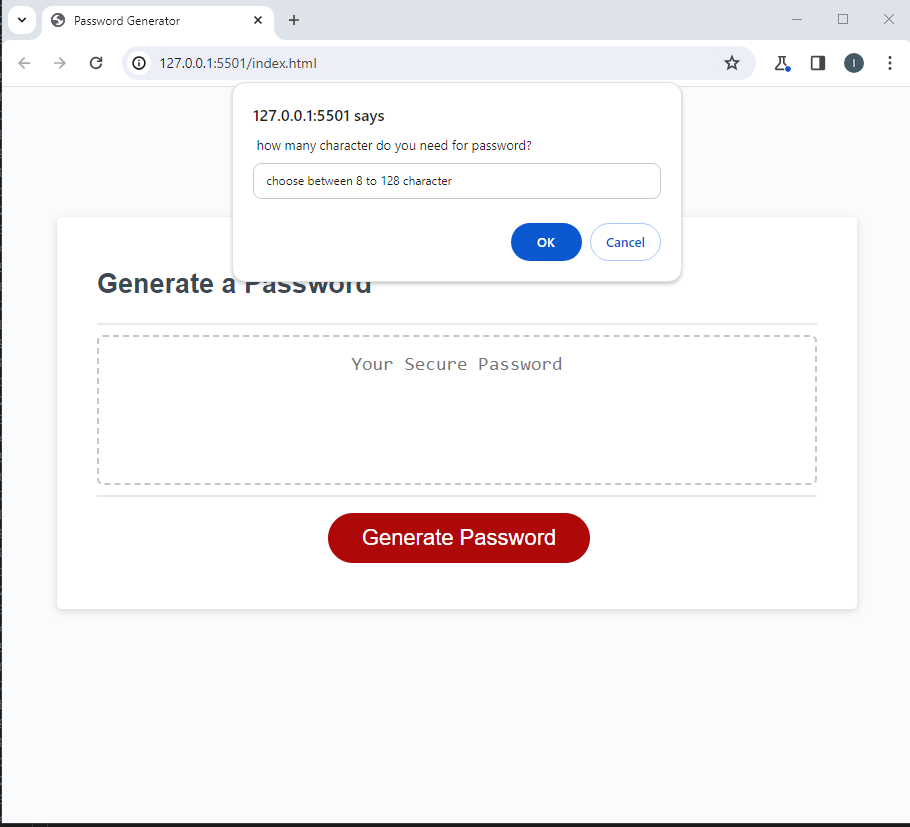 Password Generator
127.0.0.1:5501/index.html
I
127.0.0.1:5501 says
how many character do you need for password?
choose between 8 to 128 character
OK
Cancel
Generate a Password
Your Secure Password
Generate Password